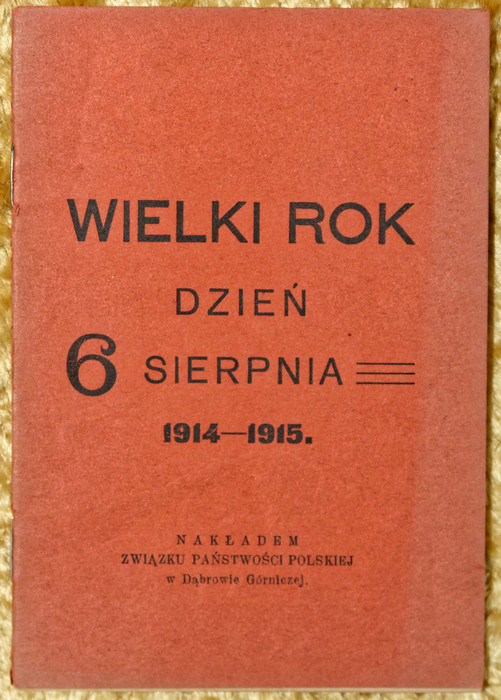 WIELKI ROK
DZIEŃ
6 SIERPNIA
1914—1915.
NAKŁADEM
ZWIĄZKU PAŃSTWOŚCI POLSKIEJ
w Dąbrowie Górniczej.